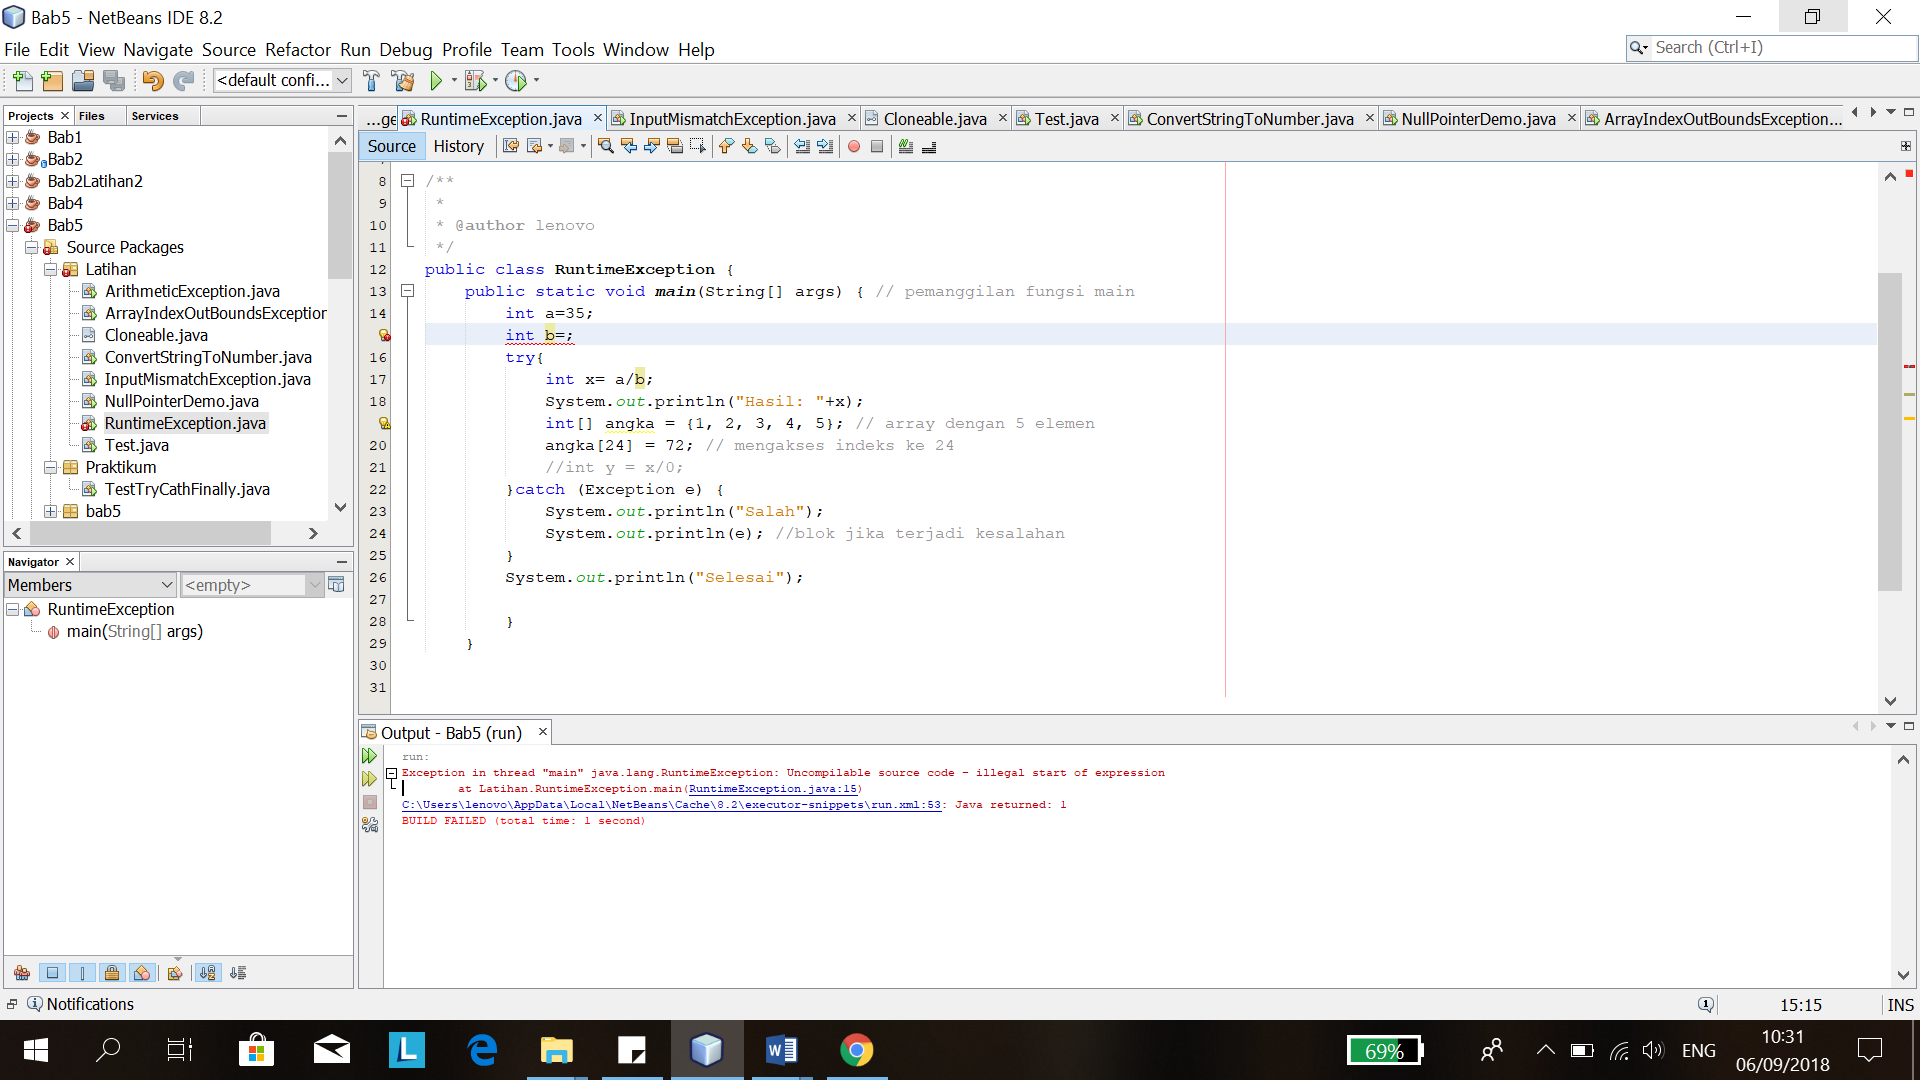 Bab5 - NetBeans IDE 8.2
File Edit View Navigate Source Refactor Run Debug Profile Team Tools Window Help
Search (Ctrl+I)
<default confi...
Projects Files Services
Bab1
Bab2
Bab2Latihan2
Bab4
Bab5
Source Packages
Latihan
ArithmeticException.java
ArrayIndexOutBoundsException
Cloneable.java
ConvertStringToNumber.java
InputMismatchException.java
NullPointerDemo.java
RuntimeException.java
Test.java
Praktikum
TestTryCathFinally.java
bab5
Navigator
Members <empty>
RuntimeException
main(String[] args)
...ge RuntimeException.java InputMismatchException.java Cloneable.java Test.java ConvertStringToNumber.java NullPointerDemo.java ArrayIndexOutBoundsException...
Source History
8 /**
9 *
10 * @author lenovo
11 */
12 public class RuntimeException {
13 public static void main(String[] args) { // pemanggilan fungsi main
14 int a=35;
int b=;
16 try{
17 int x= a/b;
18 System.out.println("Hasil: "+x);
int[] angka = {1, 2, 3, 4, 5}; // array dengan 5 elemen
20 angka[24] = 72; // mengakses indeks ke 24
21 //int y = x/0;
22 }catch (Exception e) {
23 System.out.println("Salah");
24 System.out.println(e); //blok jika terjadi kesalahan
25 }
26 System.out.println("Selesai");
27
28 }
29 }
30
31
Output - Bab5 (run)
run:
Exception in thread "main" java.lang.RuntimeException: Uncompilable source code - illegal start of expression
at Latihan.RuntimeException.main(RuntimeException.java:15)
C:\Users\lenovo\AppData\Local\NetBeans\Cache\8.2\executor-snippets\run.xml:53: Java returned: 1
BUILD FAILED (total time: 1 second)
Notifications
15:15 INS
69%
ENG
10:31
06/09/2018